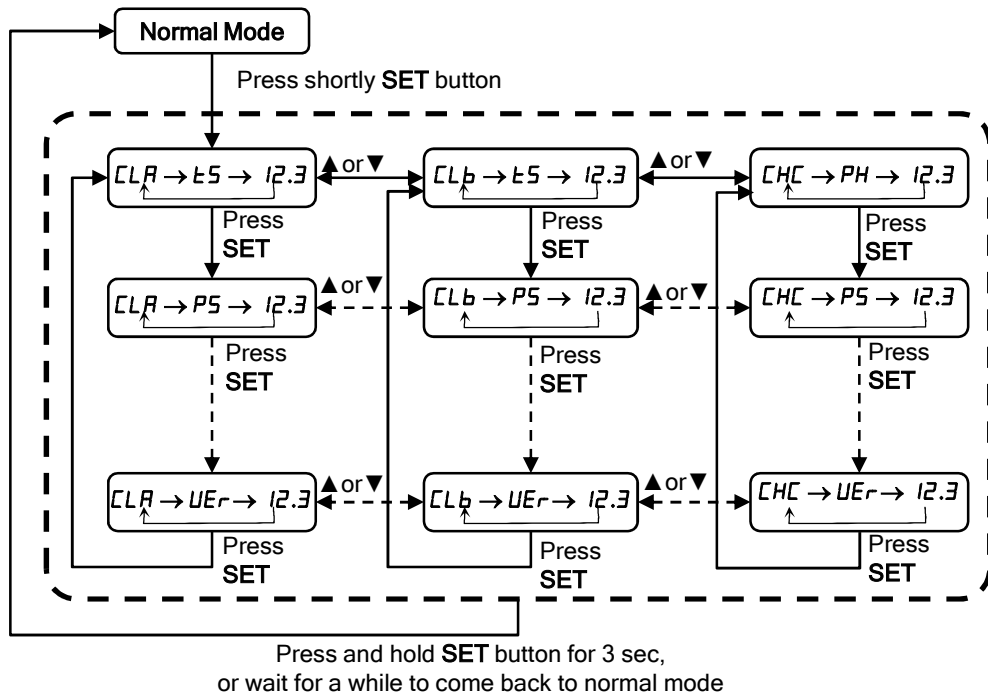 Normal Mode
Press shortly SET button
CLA → tS → 12.3
▲ or ▼
CLb → tS → 12.3
▲ or ▼
CHC → PH → 12.3
Press
SET
Press
SET
Press
SET
CLA → PS → 12.3
▲ or ▼
CLb → PS → 12.3
▲ or ▼
CHC → PS → 12.3
Press
SET
Press
SET
Press
SET
CLA → UEr → 12.3
▲ or ▼
CLb → UEr → 12.3
▲ or ▼
CHC → UEr → 12.3
Press
SET
Press
SET
Press
SET
Press and hold SET button for 3 sec,
or wait for a while to come back to normal mode